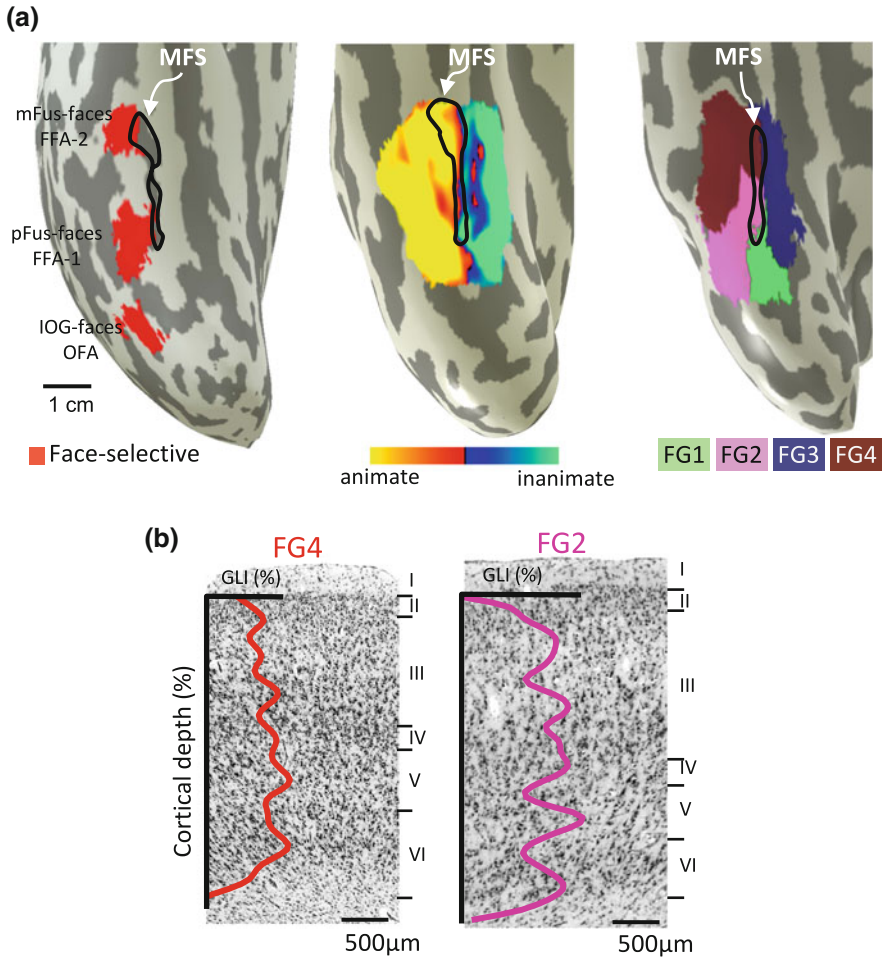 (a)
MFS
MFS
MFS
mFus-faces
FFA-2
pFus-faces
FFA-1
IOG-faces
OFA
1 cm
Face-selective
animate
inanimate
FG1 FG2 FG3 FG4
(b)
FG4
FG2
GLI (%)
GLI (%)
Cortical depth (%)
I
II
III
IV
V
VI
I
II
III
IV
V
VI
500µm
500µm